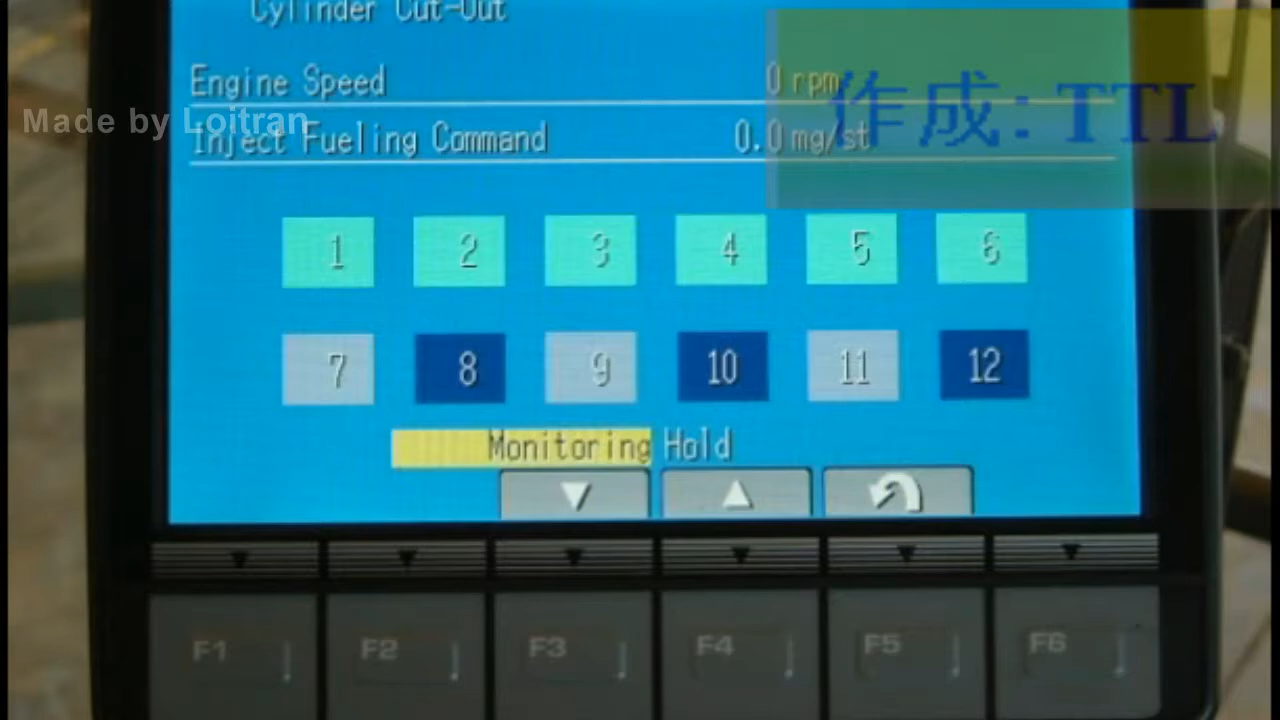 Cylinder Cut-Out
Engine Speed 0 rpm
Made by Loitran
作成: TTL
Inject Fueling Command 0.0 mg/st
1 2 3 4 5 6
7 8 9 10 11 12
Monitoring Hold
F1 F2 F3 F4 F5 F6